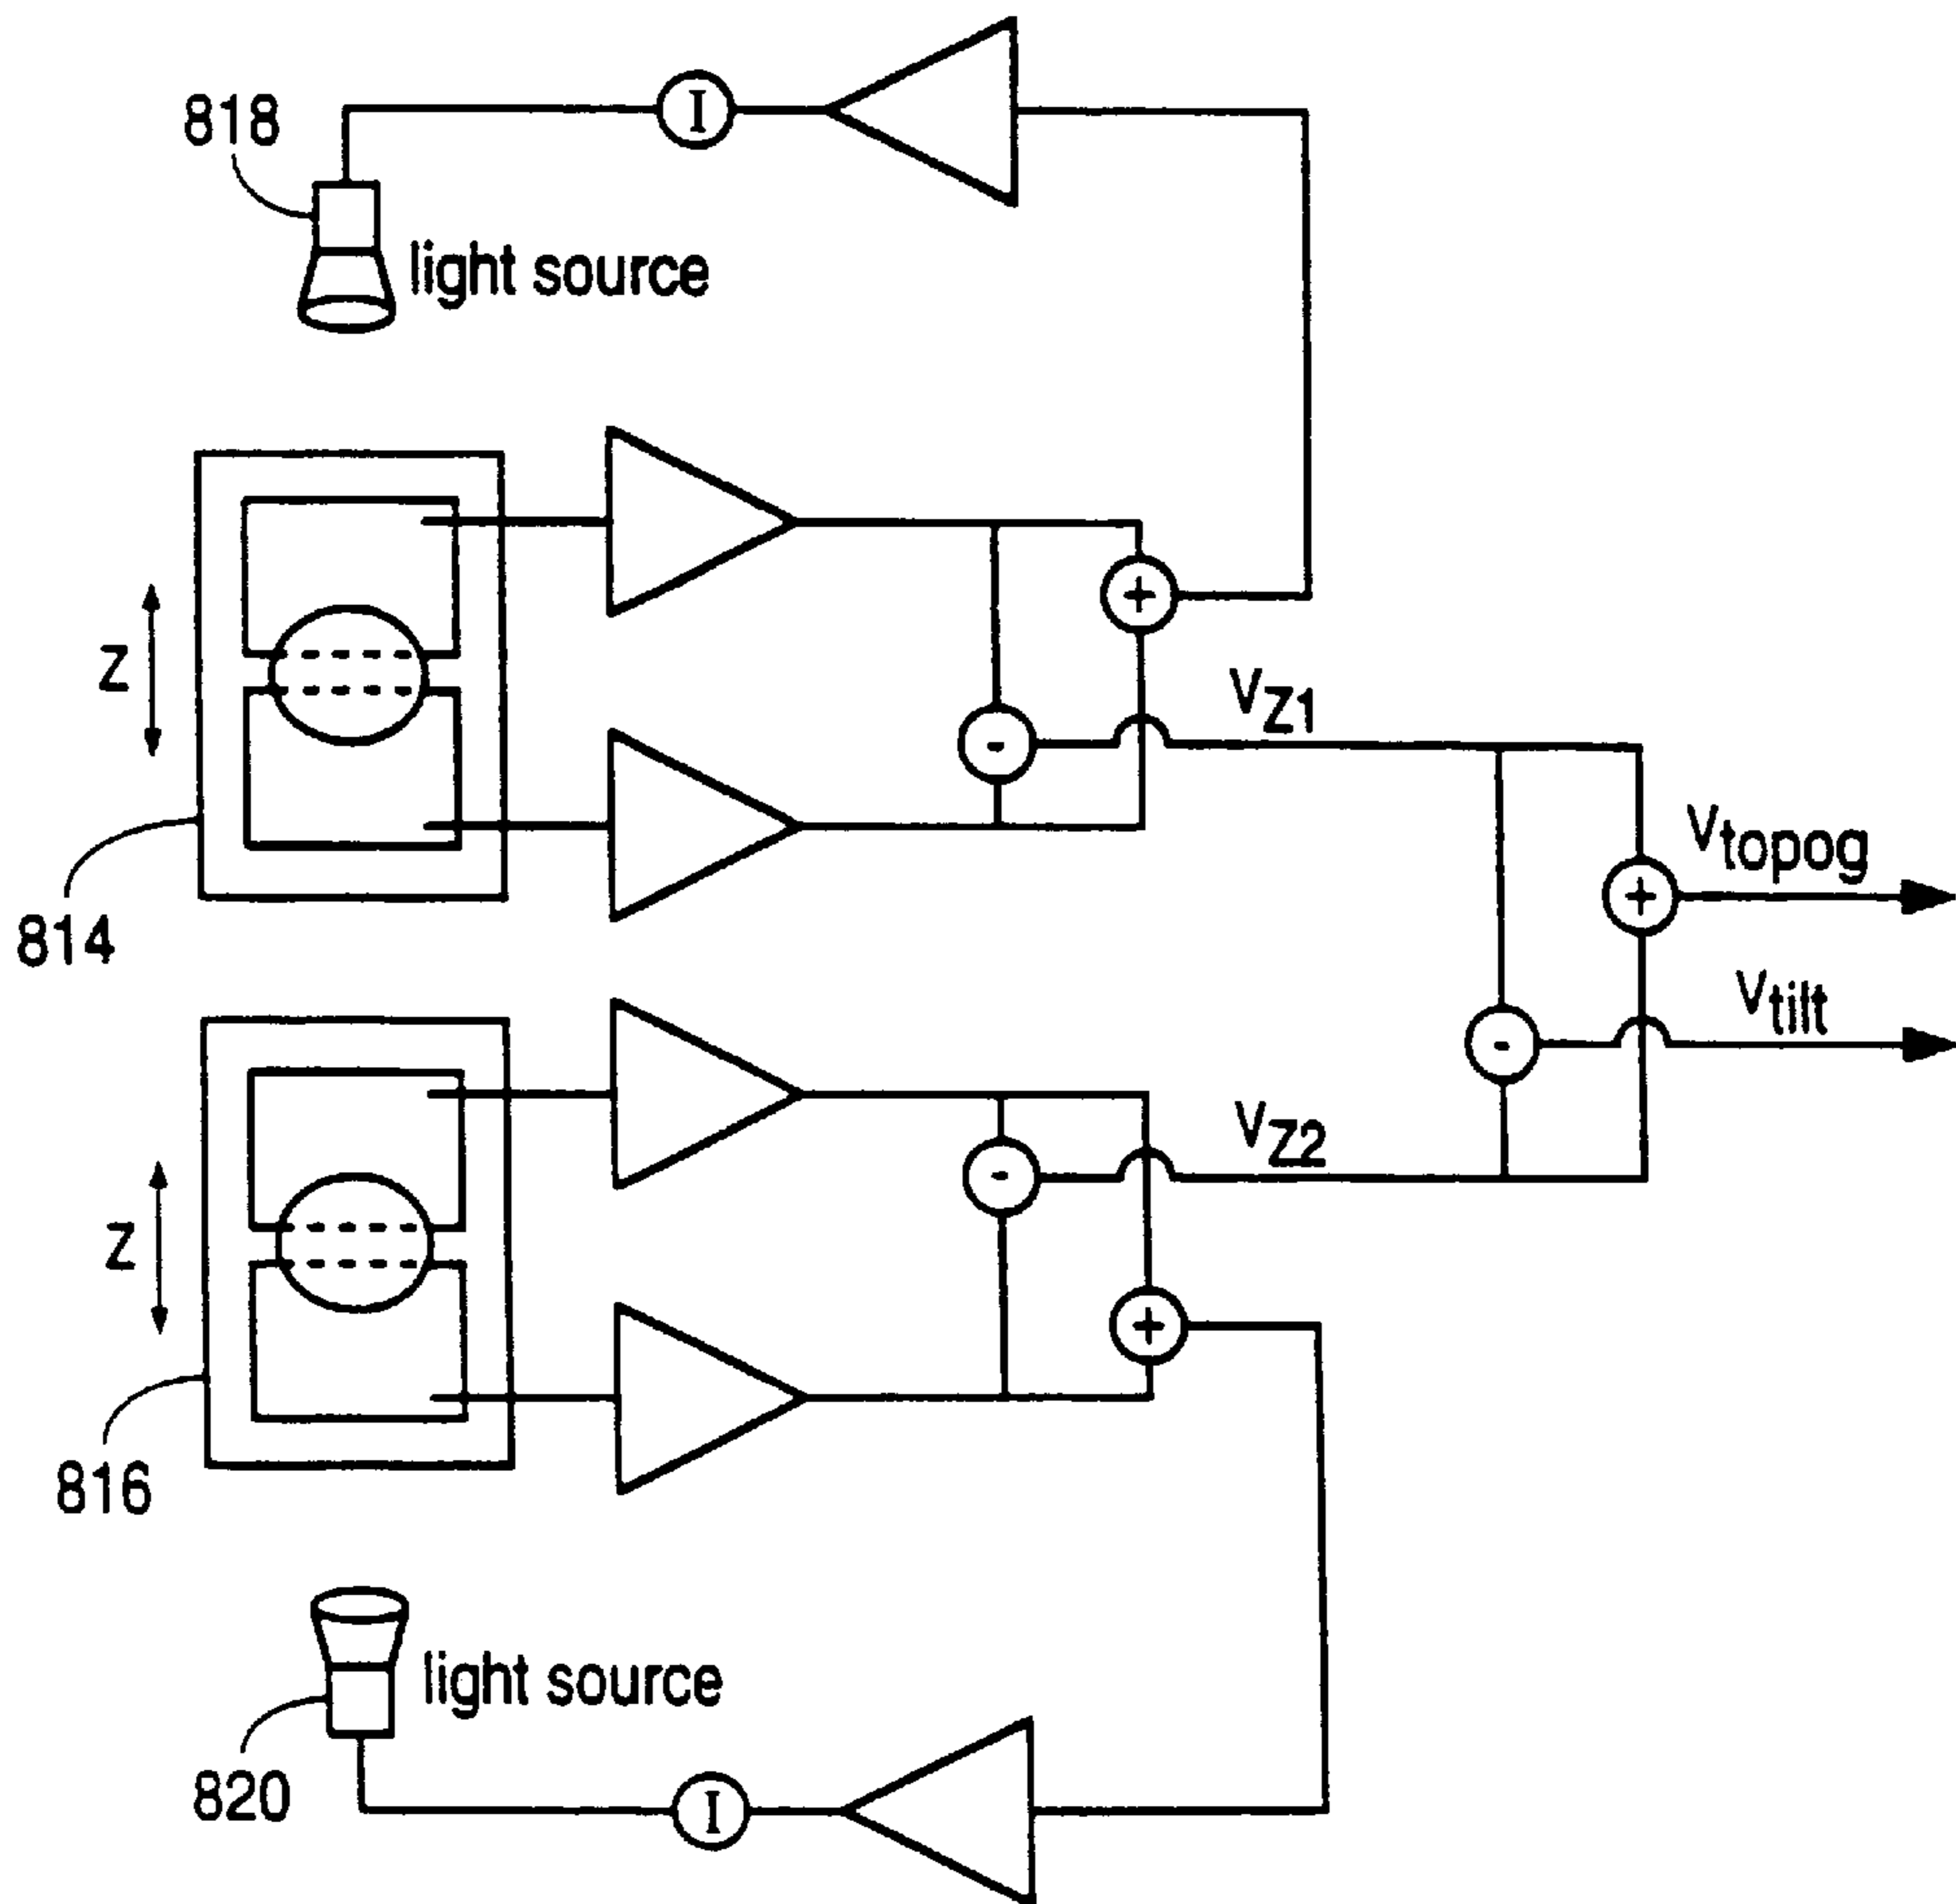 818
I
light source
+
Z
-
VZ1
Vtopog
+
814
Vtilt
-
VZ2
-
Z
+
816
light source
820
I